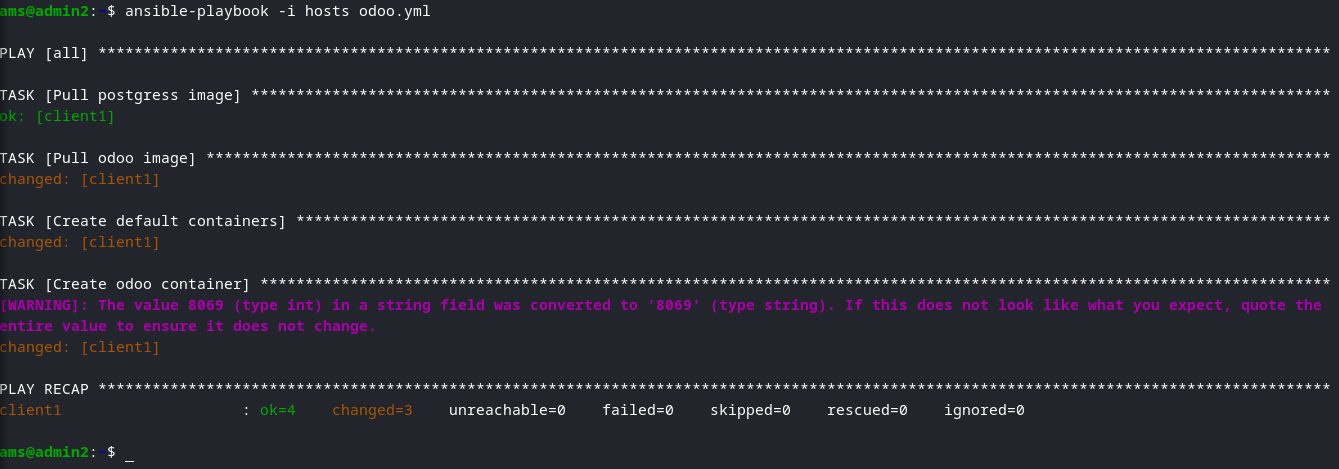 ams@admin2:~$ ansible-playbook -i hosts odoo.yml
PLAY [all] *****************************************************************************************************************************************
TASK [Pull postgress image] ************************************************************************************************************************
ok: [client1]
TASK [Pull odoo image] *****************************************************************************************************************************
changed: [client1]
TASK [Create default containers] *******************************************************************************************************************
changed: [client1]
TASK [Create odoo container] ***********************************************************************************************************************
[WARNING]: The value 8069 (type int) in a string field was converted to '8069' (type string). If this does not look like what you expect, quote the
entire value to ensure it does not change.
changed: [client1]
PLAY RECAP *****************************************************************************************************************************************
client1                    : ok=4    changed=3    unreachable=0    failed=0    skipped=0    rescued=0    ignored=0
ams@admin2:~$ _